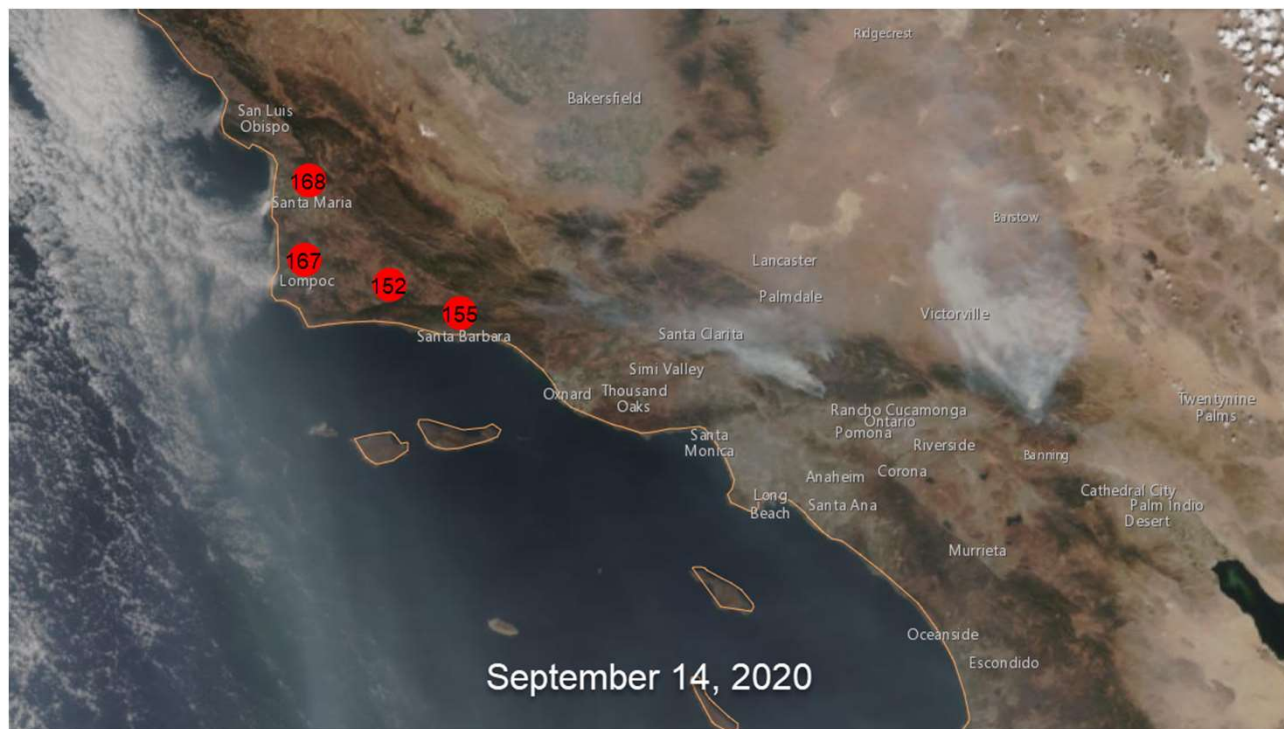 Ridgecrest
Bakersfield
San Luis
Obispo
168
Santa Maria
Barstow
167
Lompoc
Lancaster
152
Palmdale
155
Santa Barbara
Victorville
Santa Clarita
Simi Valley
Oxnard
Thousand
Oaks
Twentynine
Palms
Rancho Cucamonga
Ontario
Pomona
Santa
Monica
Riverside
Banning
Corona
Anaheim
Long
Beach
Santa Ana
Cathedral City
Palm Indio
Desert
Murrieta
Oceanside
Escondido
September 14, 2020